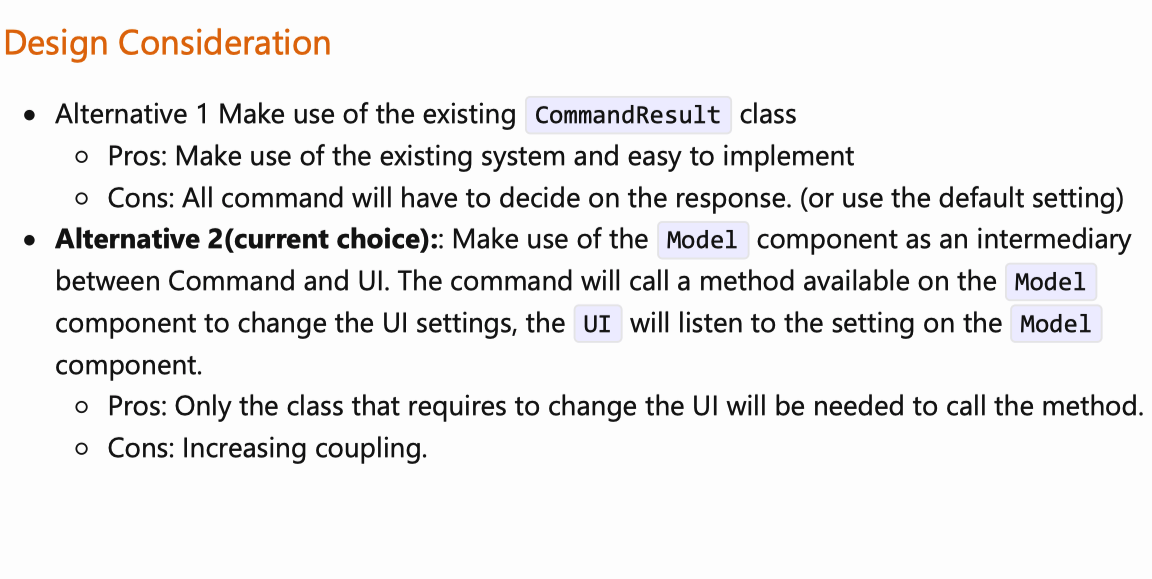 Design Consideration
• Alternative 1 Make use of the existing CommandResult class
○ Pros: Make use of the existing system and easy to implement
○ Cons: All command will have to decide on the response. (or use the default setting)
• Alternative 2(current choice):: Make use of the Model component as an intermediary
between Command and UI. The command will call a method available on the Model
component to change the UI settings, the UI will listen to the setting on the Model
component.
○ Pros: Only the class that requires to change the UI will be needed to call the method.
○ Cons: Increasing coupling.